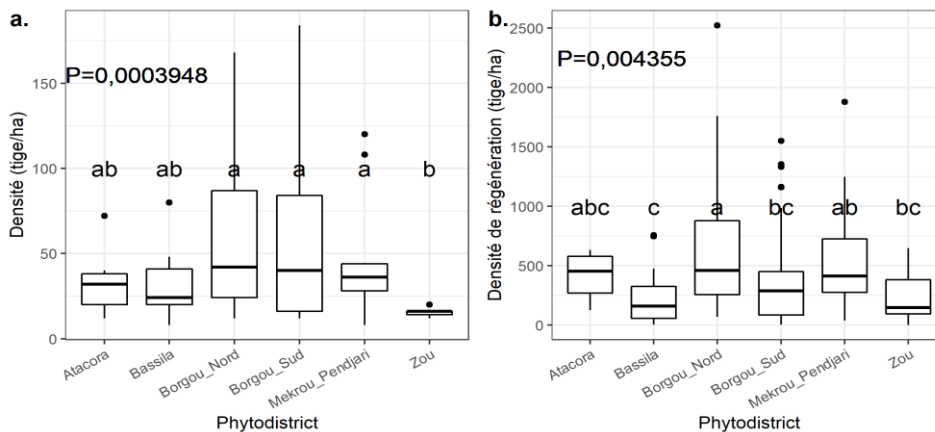 a.
P=0,0003948
Densité (tige/ha)
150
100
50
0
ab ab a a a b
Atacora Bassila Borgou_Nord Borgou_Sud Mekrou_Pendjari Zou
Phytodistrict
b.
P=0,004355
Densité de régénération (tige/ha)
2500
2000
1500
1000
500
0
abc c a bc ab bc
Atacora Bassila Borgou_Nord Borgou_Sud Mekrou_Pendjari Zou
Phytodistrict